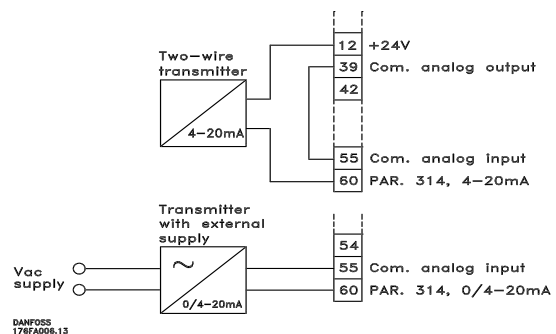 12 +24V
Two-wire
transmitter
39 Com. analog output
42
4-20mA
55 Com. analog input
60 PAR. 314, 4-20mA
Transmitter
with external
supply
54
Vac
supply
55 Com. analog input
0/4-20mA
60 PAR. 314, 0/4-20mA
DANFOSS
176FA006.13